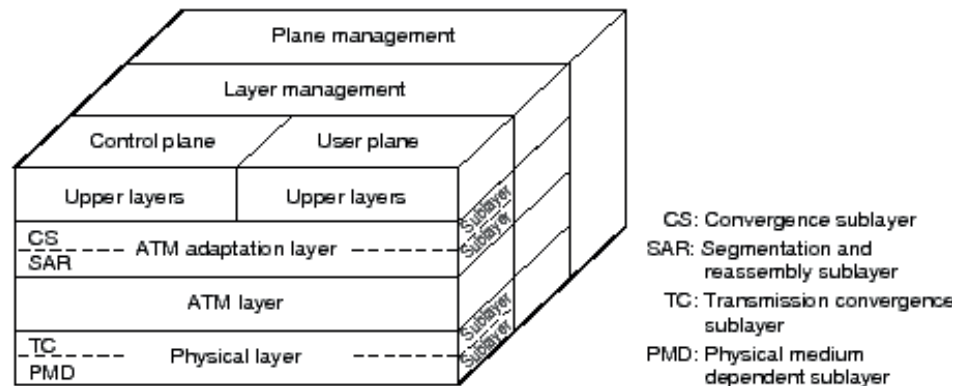 Plane management
Layer management
Control plane
User plane
Upper layers
Upper layers
Sublayer
Sublayer
CS
ATM adaptation layer
SAR
ATM layer
Sublayer
Sublayer
TC
Physical layer
PMD
CS: Convergence sublayer
SAR: Segmentation and
reassembly sublayer
TC: Transmission convergence
sublayer
PMD: Physical medium
dependent sublayer